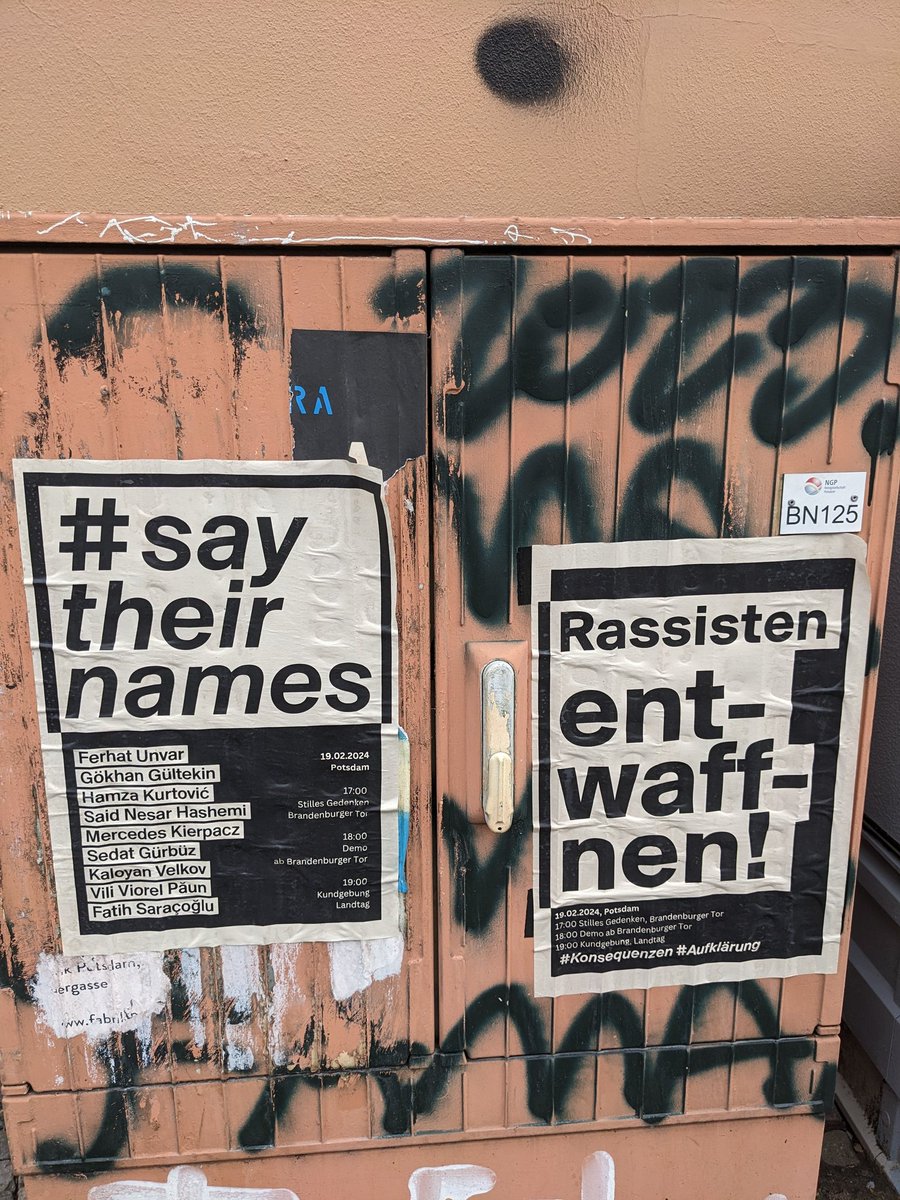 RA
#say
their
names
Ferhat Unvar
Gökhan Gültekin
Hamza Kurtović
Said Nesar Hashemi
Mercedes Kierpacz
Sedat Gürbüz
Kaloyan Velkov
Vili Viorel Păun
Fatih Saraçoğlu
19.02.2024
Potsdam
17:00
Stilles Gedenken
Brandenburger Tor
18:00
Demo
ab Brandenburger Tor
19:00
Kundgebung
Landtag
Potsdam,
ergasse
NGP
BN125
Rassisten
ent-
waff-
nen!
19.02.2024, Potsdam
17:00 Stilles Gedenken, Brandenburger Tor
18:00 Demo ab Brandenburger Tor
19:00 Kundgebung, Landtag
#Konsequenzen #Aufklärung